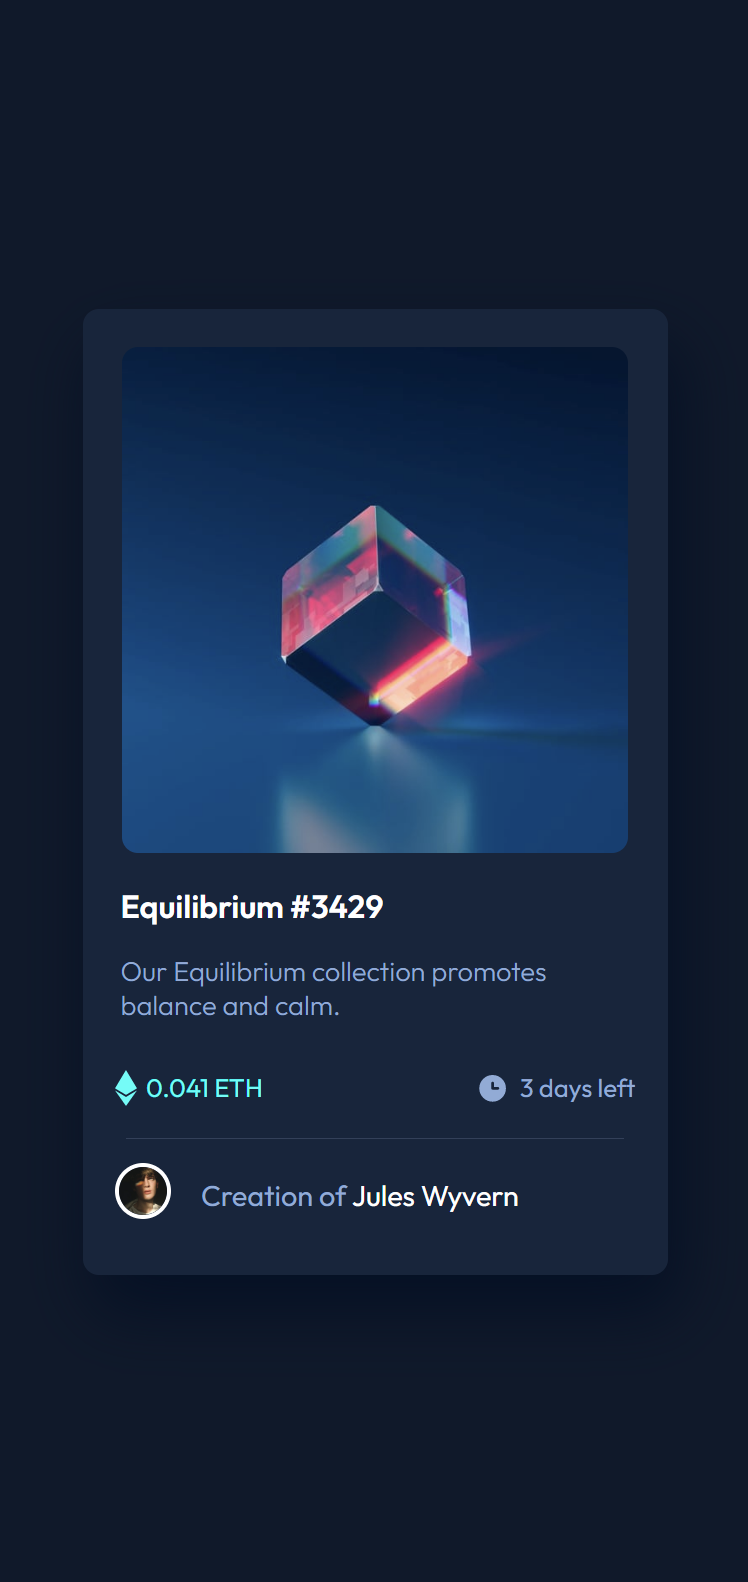 Equilibrium #3429
Our Equilibrium collection promotes
balance and calm.
0.041 ETH
3 days left
Creation of Jules Wyvern